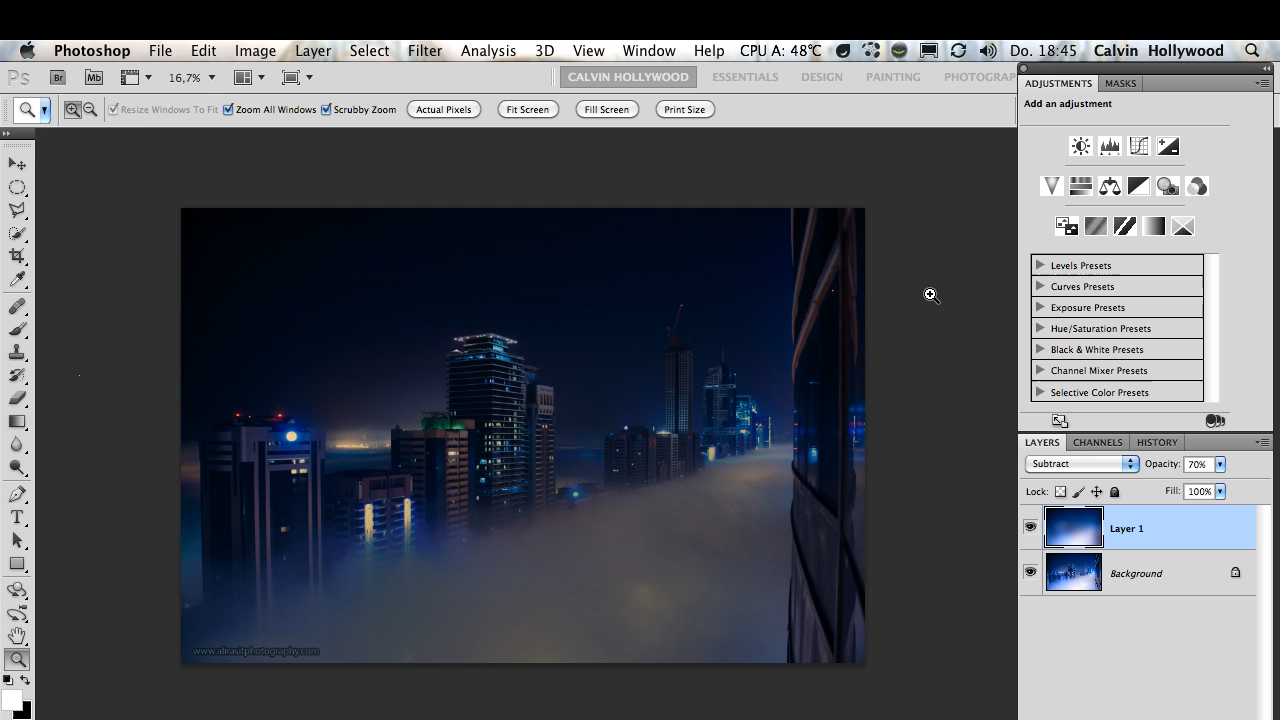 Photoshop File Edit Image Layer Select Filter Analysis 3D View Window Help CPU A: 48℃ Do. 18:45 Calvin Hollywood
Ps Br Mb 16,7% CALVIN HOLLYWOOD ESSENTIALS DESIGN PAINTING PHOTOGRAP
Resize Windows To Fit Zoom All Windows Scrubby Zoom Actual Pixels Fit Screen Fill Screen Print Size
ADJUSTMENTS MASKS
Add an adjustment
Levels Presets
Curves Presets
Exposure Presets
Hue/Saturation Presets
Black & White Presets
Channel Mixer Presets
Selective Color Presets
LAYERS CHANNELS HISTORY
Subtract Opacity: 70%
Lock: Fill: 100%
Layer 1
Background
T
www.alirasitphotography.com